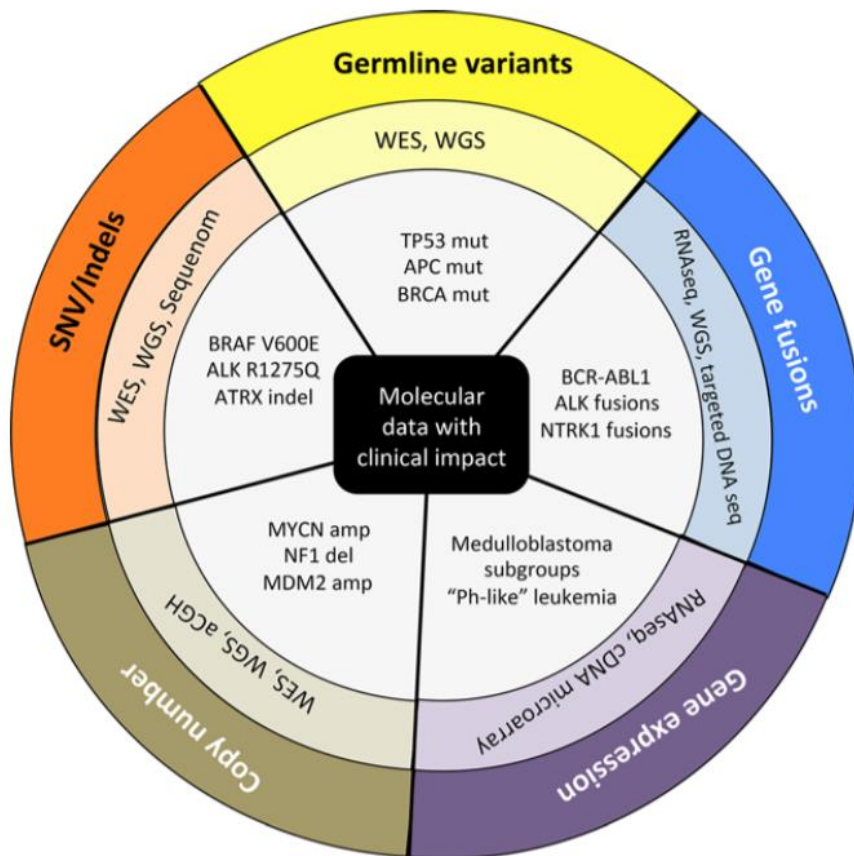 Germline variants
WES, WGS
TP53 mut
APC mut
BRCA mut
Gene fusions
RNAseq, WGS, targeted DNA seq
BCR-ABL1
ALK fusions
NTRK1 fusions
Gene expression
RNAseq, cDNA microarray
Medulloblastoma
subgroups
“Ph-like” leukemia
Copy number
WES, WGS, aCGH
MYCN amp
NF1 del
MDM2 amp
SNV/Indels
WES, WGS, Sequenom
BRAF V600E
ALK R1275Q
ATRX indel
Molecular
data with
clinical impact